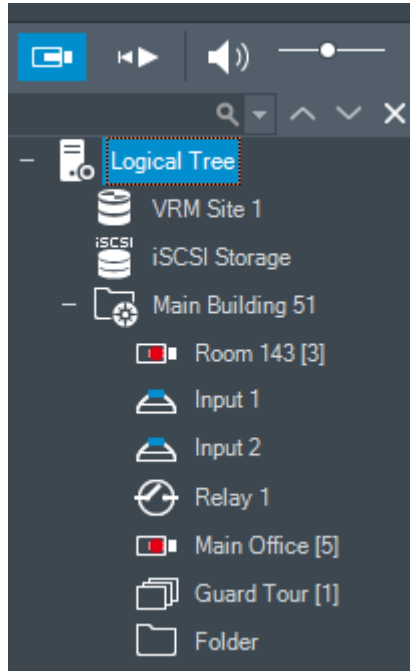 Logical Tree
VRM Site 1
iSCSI
iSCSI Storage
Main Building 51
Room 143 [3]
Input 1
Input 2
Relay 1
Main Office [5]
Guard Tour [1]
Folder